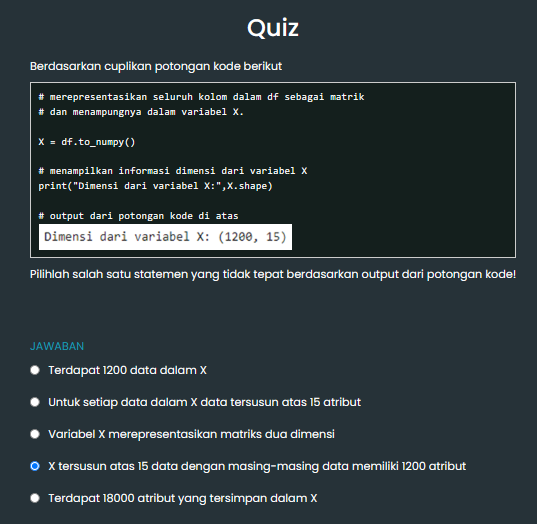 Quiz
Berdasarkan cuplikan potongan kode berikut
# merepresentasikan seluruh kolom dalam df sebagai matrik
# dan menampungnya dalam variabel X.
X = df.to_numpy()
# menampilkan informasi dimensi dari variabel X
print("Dimensi dari variabel X:",X.shape)
# output dari potongan kode di atas
Dimensi dari variabel X: (1200, 15)
Pilihlah salah satu statemen yang tidak tepat berdasarkan output dari potongan kode!
JAWABAN
Terdapat 1200 data dalam X
Untuk setiap data dalam X data tersusun atas 15 atribut
Variabel X merepresentasikan matriks dua dimensi
X tersusun atas 15 data dengan masing-masing data memiliki 1200 atribut
Terdapat 18000 atribut yang tersimpan dalam X